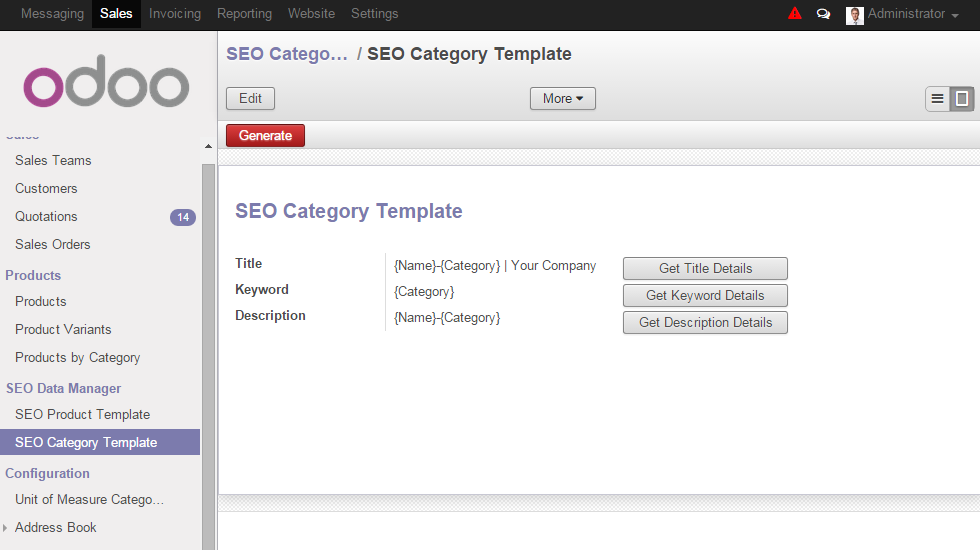 Messaging Sales Invoicing Reporting Website Settings Administrator
odoo
SEO Catego... / SEO Category Template
Edit More
Generate
Sales
Sales Teams
Customers
Quotations 14
Sales Orders
Products
Products
Product Variants
Products by Category
SEO Data Manager
SEO Product Template
SEO Category Template
Configuration
Unit of Measure Catego...
Address Book
SEO Category Template
Title {Name}-{Category} | Your Company Get Title Details
Keyword {Category} Get Keyword Details
Description {Name}-{Category} Get Description Details